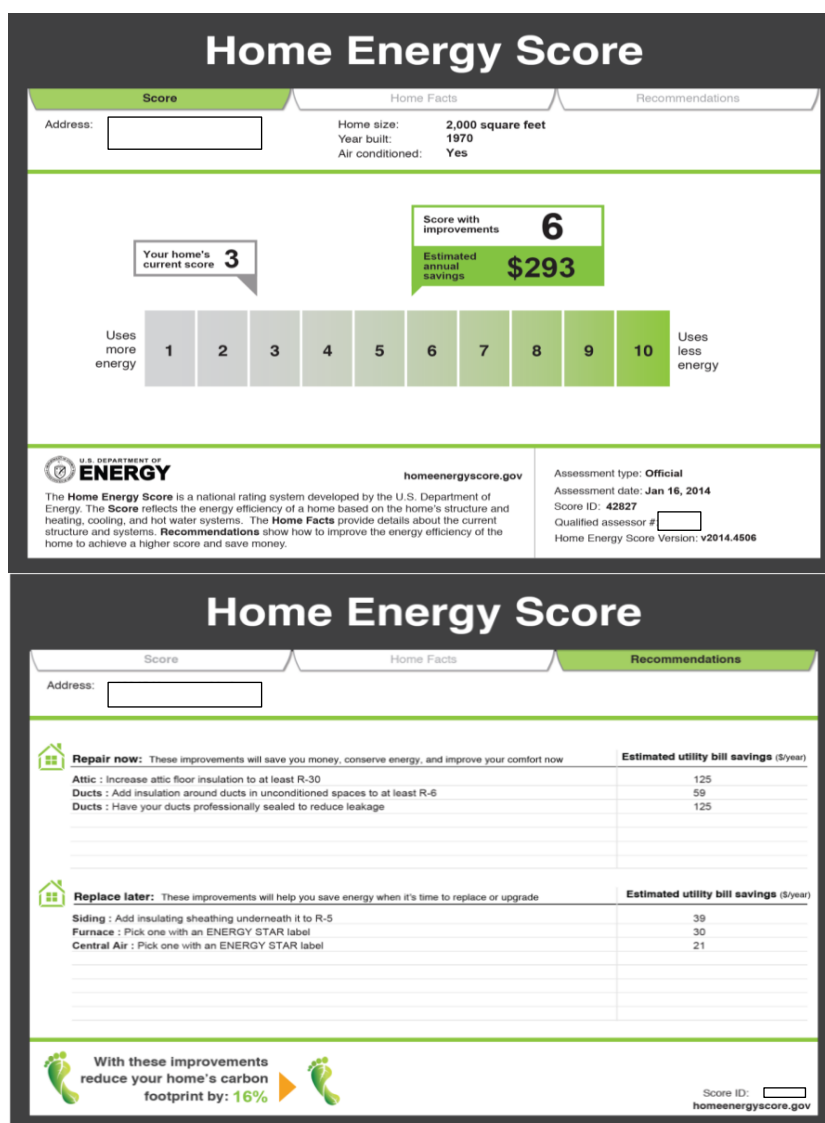 Home Energy Score
Score
Home Facts
Recommendations
Address:
Home size: 2,000 square feet
Year built: 1970
Air conditioned: Yes
Your home's
current score 3
Score with
improvements 6
Estimated
annual
savings $293
Uses
more
energy
1 2 3 4 5 6 7 8 9 10
Uses
less
energy
U.S. DEPARTMENT OF
ENERGY
homeenergyscore.gov
The Home Energy Score is a national rating system developed by the U.S. Department of
Energy. The Score reflects the energy efficiency of a home based on the home's structure and
heating, cooling, and hot water systems. The Home Facts provide details about the current
structure and systems. Recommendations show how to improve the energy efficiency of the
home to achieve a higher score and save money.
Assessment type: Official
Assessment date: Jan 16, 2014
Score ID: 42827
Qualified assessor #:
Home Energy Score Version: v2014.4506
Home Energy Score
Score
Home Facts
Recommendations
Address:
Repair now: These improvements will save you money, conserve energy, and improve your comfort now
Estimated utility bill savings ($/year)
Attic : Increase attic floor insulation to at least R-30 125
Ducts : Add insulation around ducts in unconditioned spaces to at least R-6 59
Ducts : Have your ducts professionally sealed to reduce leakage 125
Replace later: These improvements will help you save energy when it's time to replace or upgrade
Estimated utility bill savings ($/year)
Siding : Add insulating sheathing underneath it to R-5 39
Furnace : Pick one with an ENERGY STAR label 30
Central Air : Pick one with an ENERGY STAR label 21
With these improvements
reduce your home's carbon
footprint by: 16%
Score ID:
homeenergyscore.gov